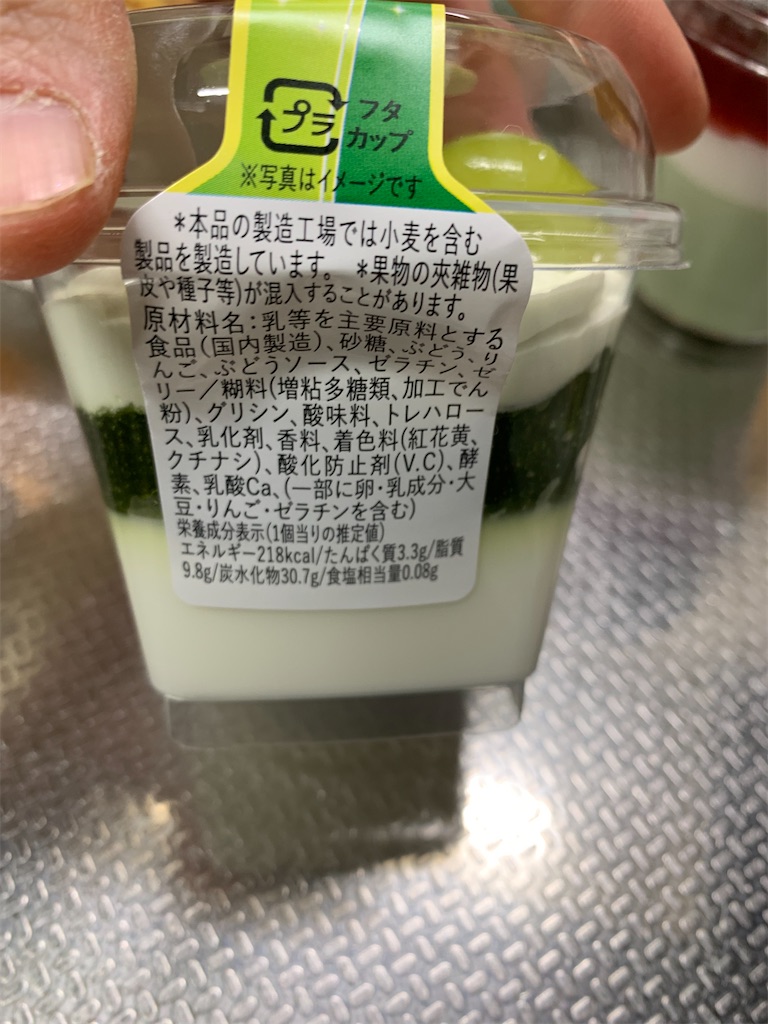 プラ
フタ
カップ
※写真はイメージです
*本品の製造工場では小麦を含む
製品を製造しています。 *果物の夾雑物(果
皮や種子等)が混入することがあります。
原材料名:乳等を主要原料とする
食品(国内製造)、砂糖、ぶどう、り
んご、ぶどうソース、ゼラチン、ゼ
リー/糊料(増粘多糖類、加工でん
粉)、グリシン、酸味料、トレハロー
ス、乳化剤、香料、着色料(紅花黄、
クチナシ)、酸化防止剤(V.C)、酵
素、乳酸Ca、(一部に卵・乳成分・大
豆・りんご・ゼラチンを含む)
栄養成分表示(1個当りの推定値)
エネルギー218kcal/たんぱく質3.3g/脂質
9.8g/炭水化物30.7g/食塩相当量0.08g